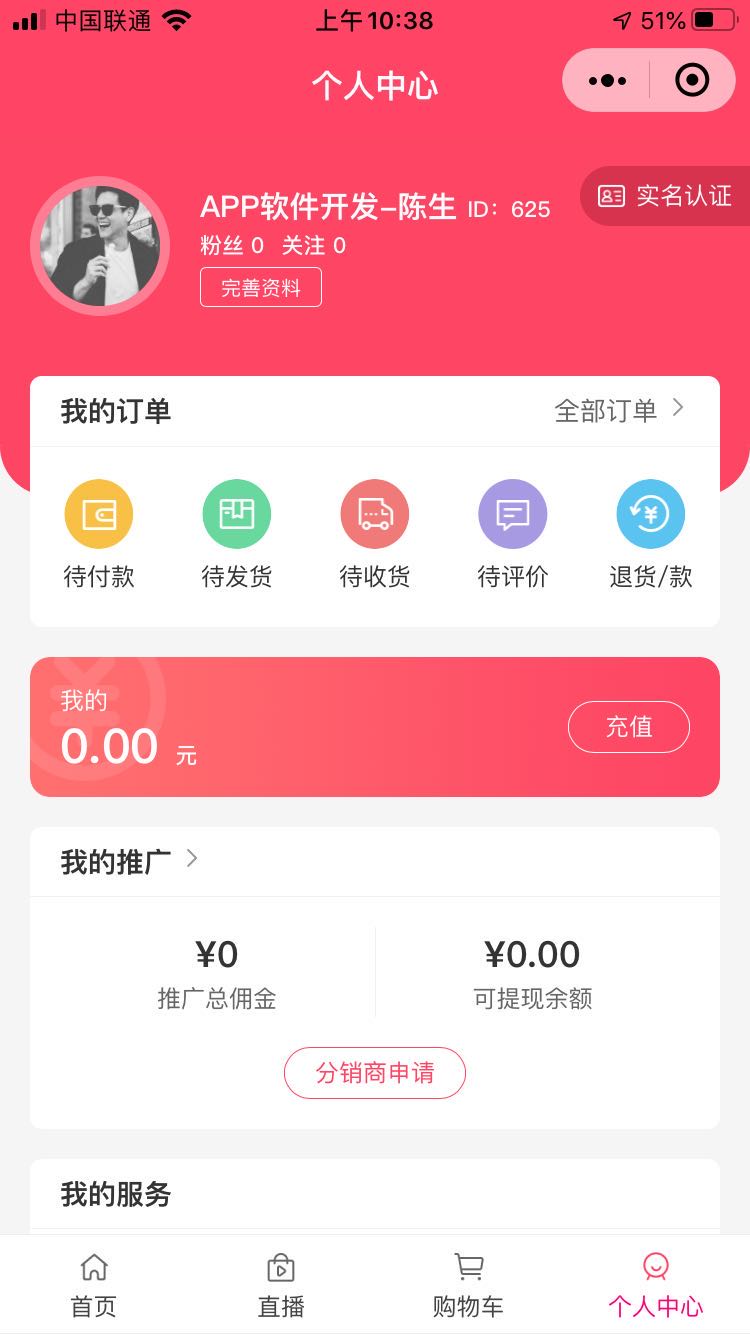 中国联通 上午10:38 51%
个人中心
实名认证
APP软件开发-陈生 ID：625
粉丝 0 关注 0
完善资料
我的订单 全部订单
待付款 待发货 待收货 待评价 退货/款
我的
0.00 元
充值
我的推广
¥0 ¥0.00
推广总佣金 可提现余额
分销商申请
我的服务
首页 直播 购物车 个人中心